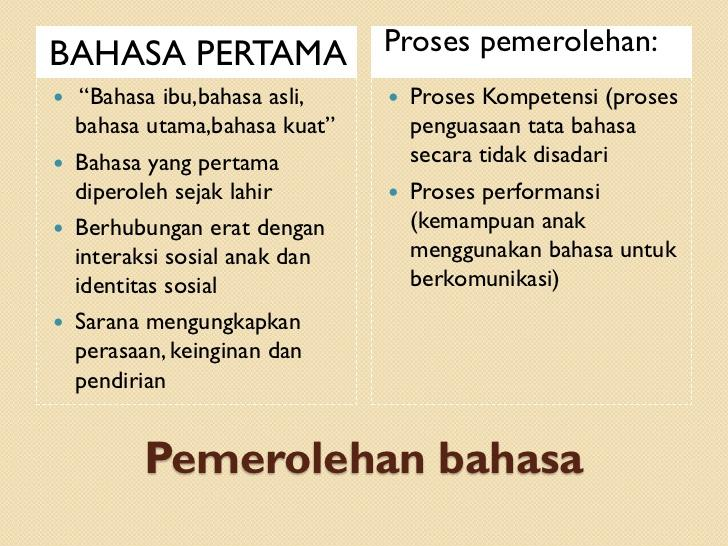 BAHASA PERTAMA
• “Bahasa ibu,bahasa asli,
bahasa utama,bahasa kuat”
• Bahasa yang pertama
diperoleh sejak lahir
• Berhubungan erat dengan
interaksi sosial anak dan
identitas sosial
• Sarana mengungkapkan
perasaan, keinginan dan
pendirian
Proses pemerolehan:
• Proses Kompetensi (proses
penguasaan tata bahasa
secara tidak disadari
• Proses performansi
(kemampuan anak
menggunakan bahasa untuk
berkomunikasi)
Pemerolehan bahasa